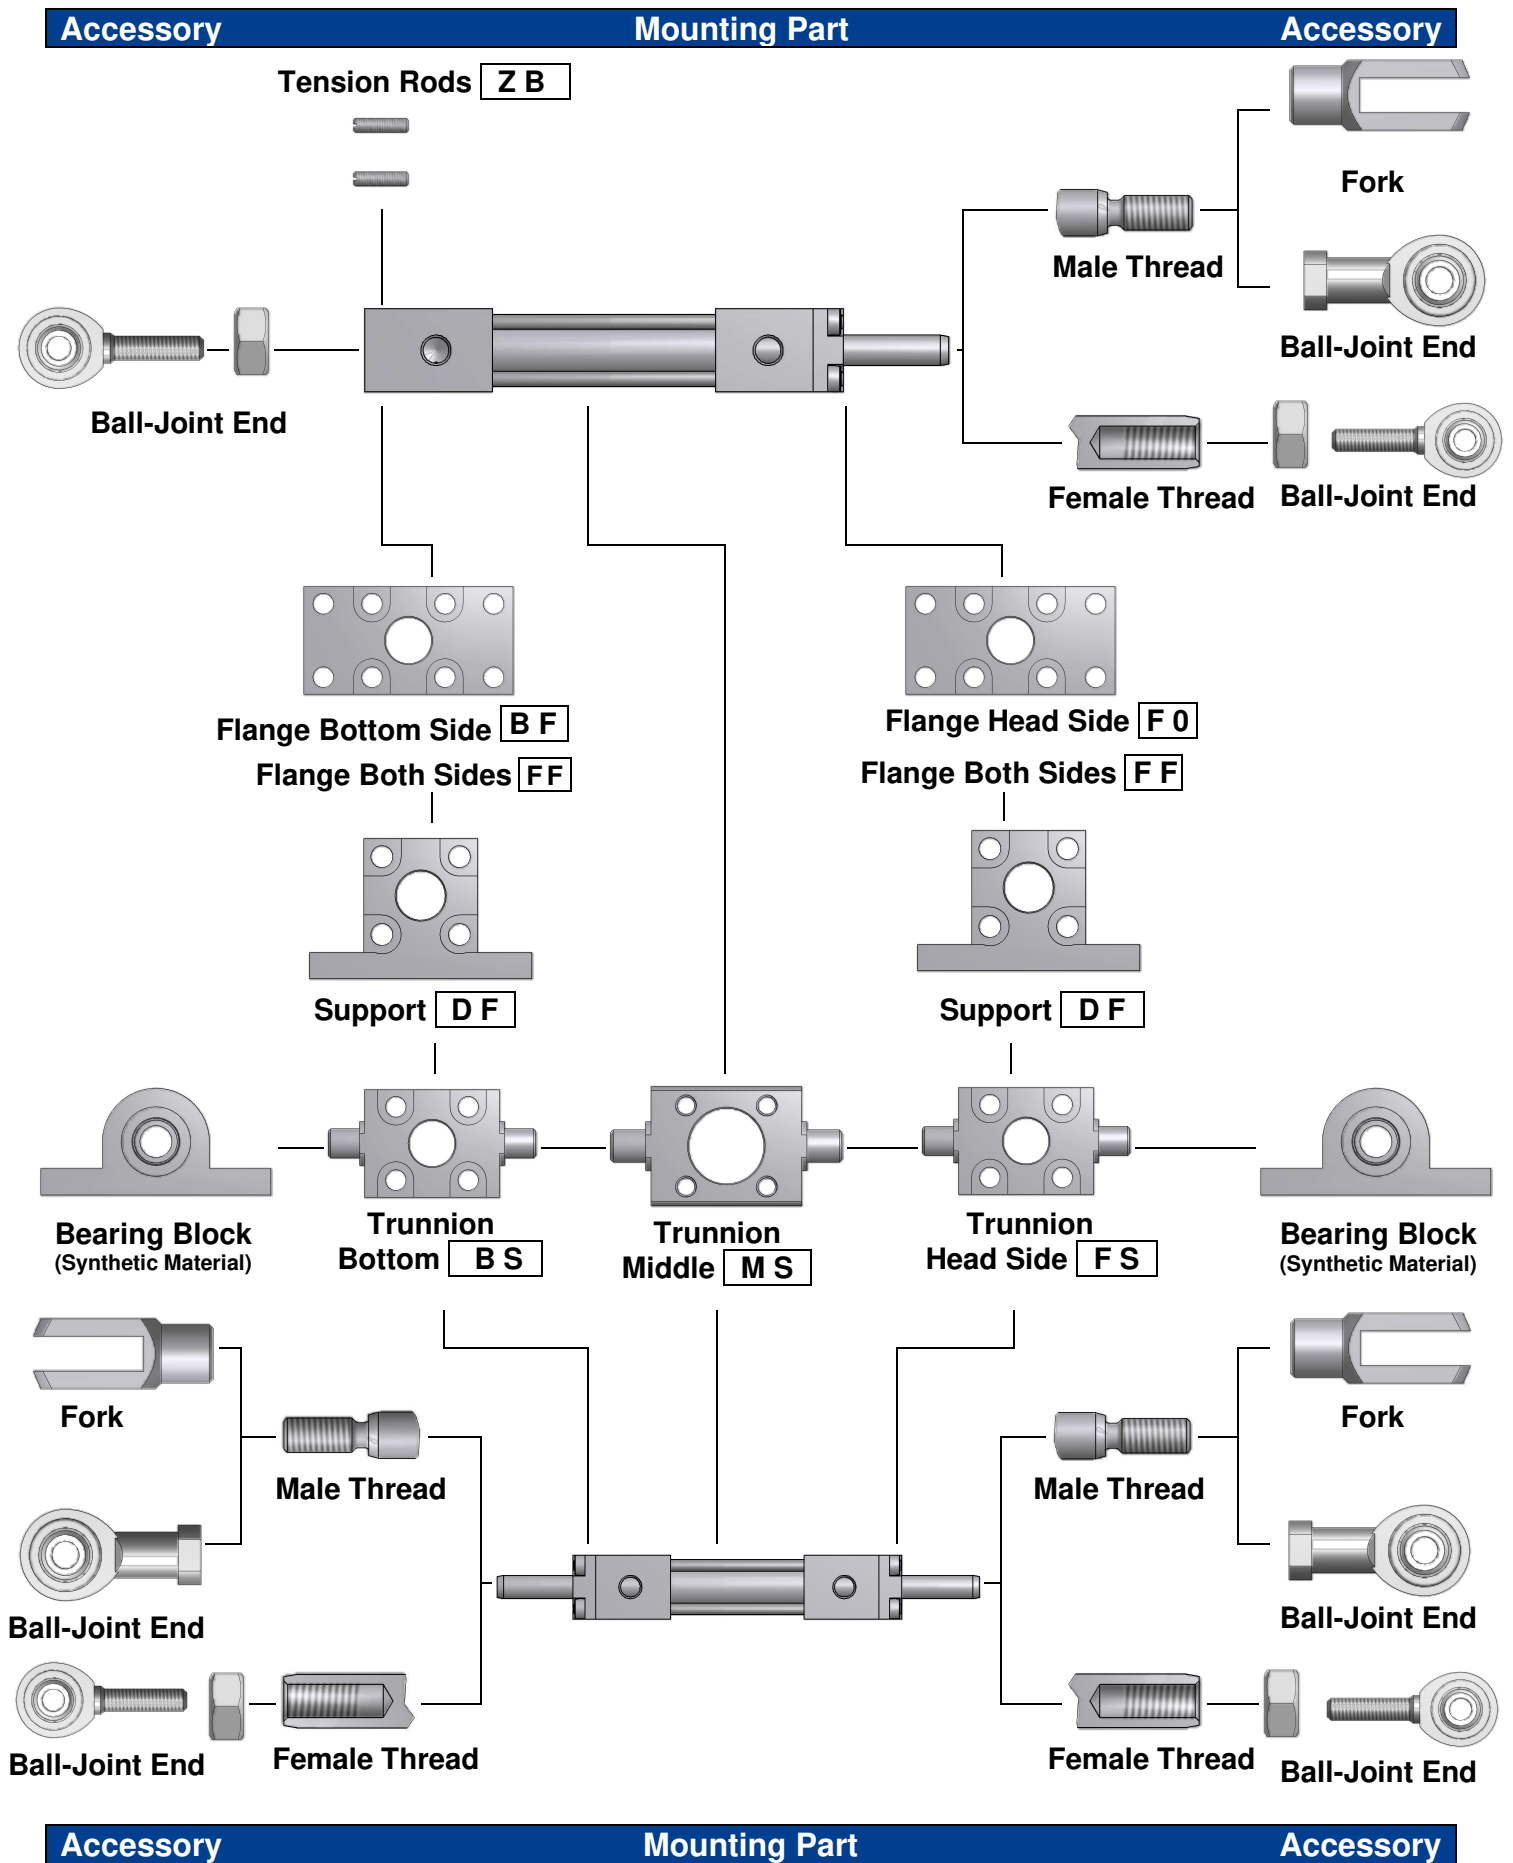 Accessory Mounting Part Accessory
Tension Rods Z B
Fork
Male Thread
Ball-Joint End
Ball-Joint End
Female Thread Ball-Joint End
Flange Bottom Side B F
Flange Head Side F 0
Flange Both Sides F F
Flange Both Sides F F
Support D F
Support D F
Bearing Block
(Synthetic Material)
Trunnion
Bottom B S
Trunnion
Middle M S
Trunnion
Head Side F S
Bearing Block
(Synthetic Material)
Fork
Fork
Male Thread
Male Thread
Ball-Joint End
Ball-Joint End
Ball-Joint End
Female Thread
Female Thread
Ball-Joint End
Accessory Mounting Part Accessory